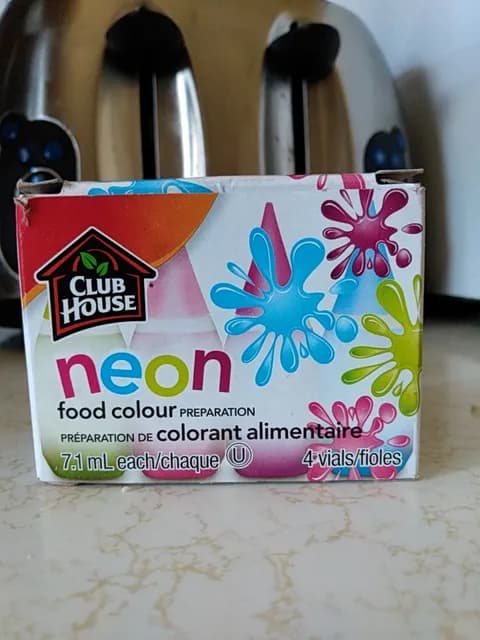 CLUB
HOUSE
neon
food colour PREPARATION
PRÉPARATION DE colorant alimentaire
7.1 mL each/chaque U 4 vials/fioles